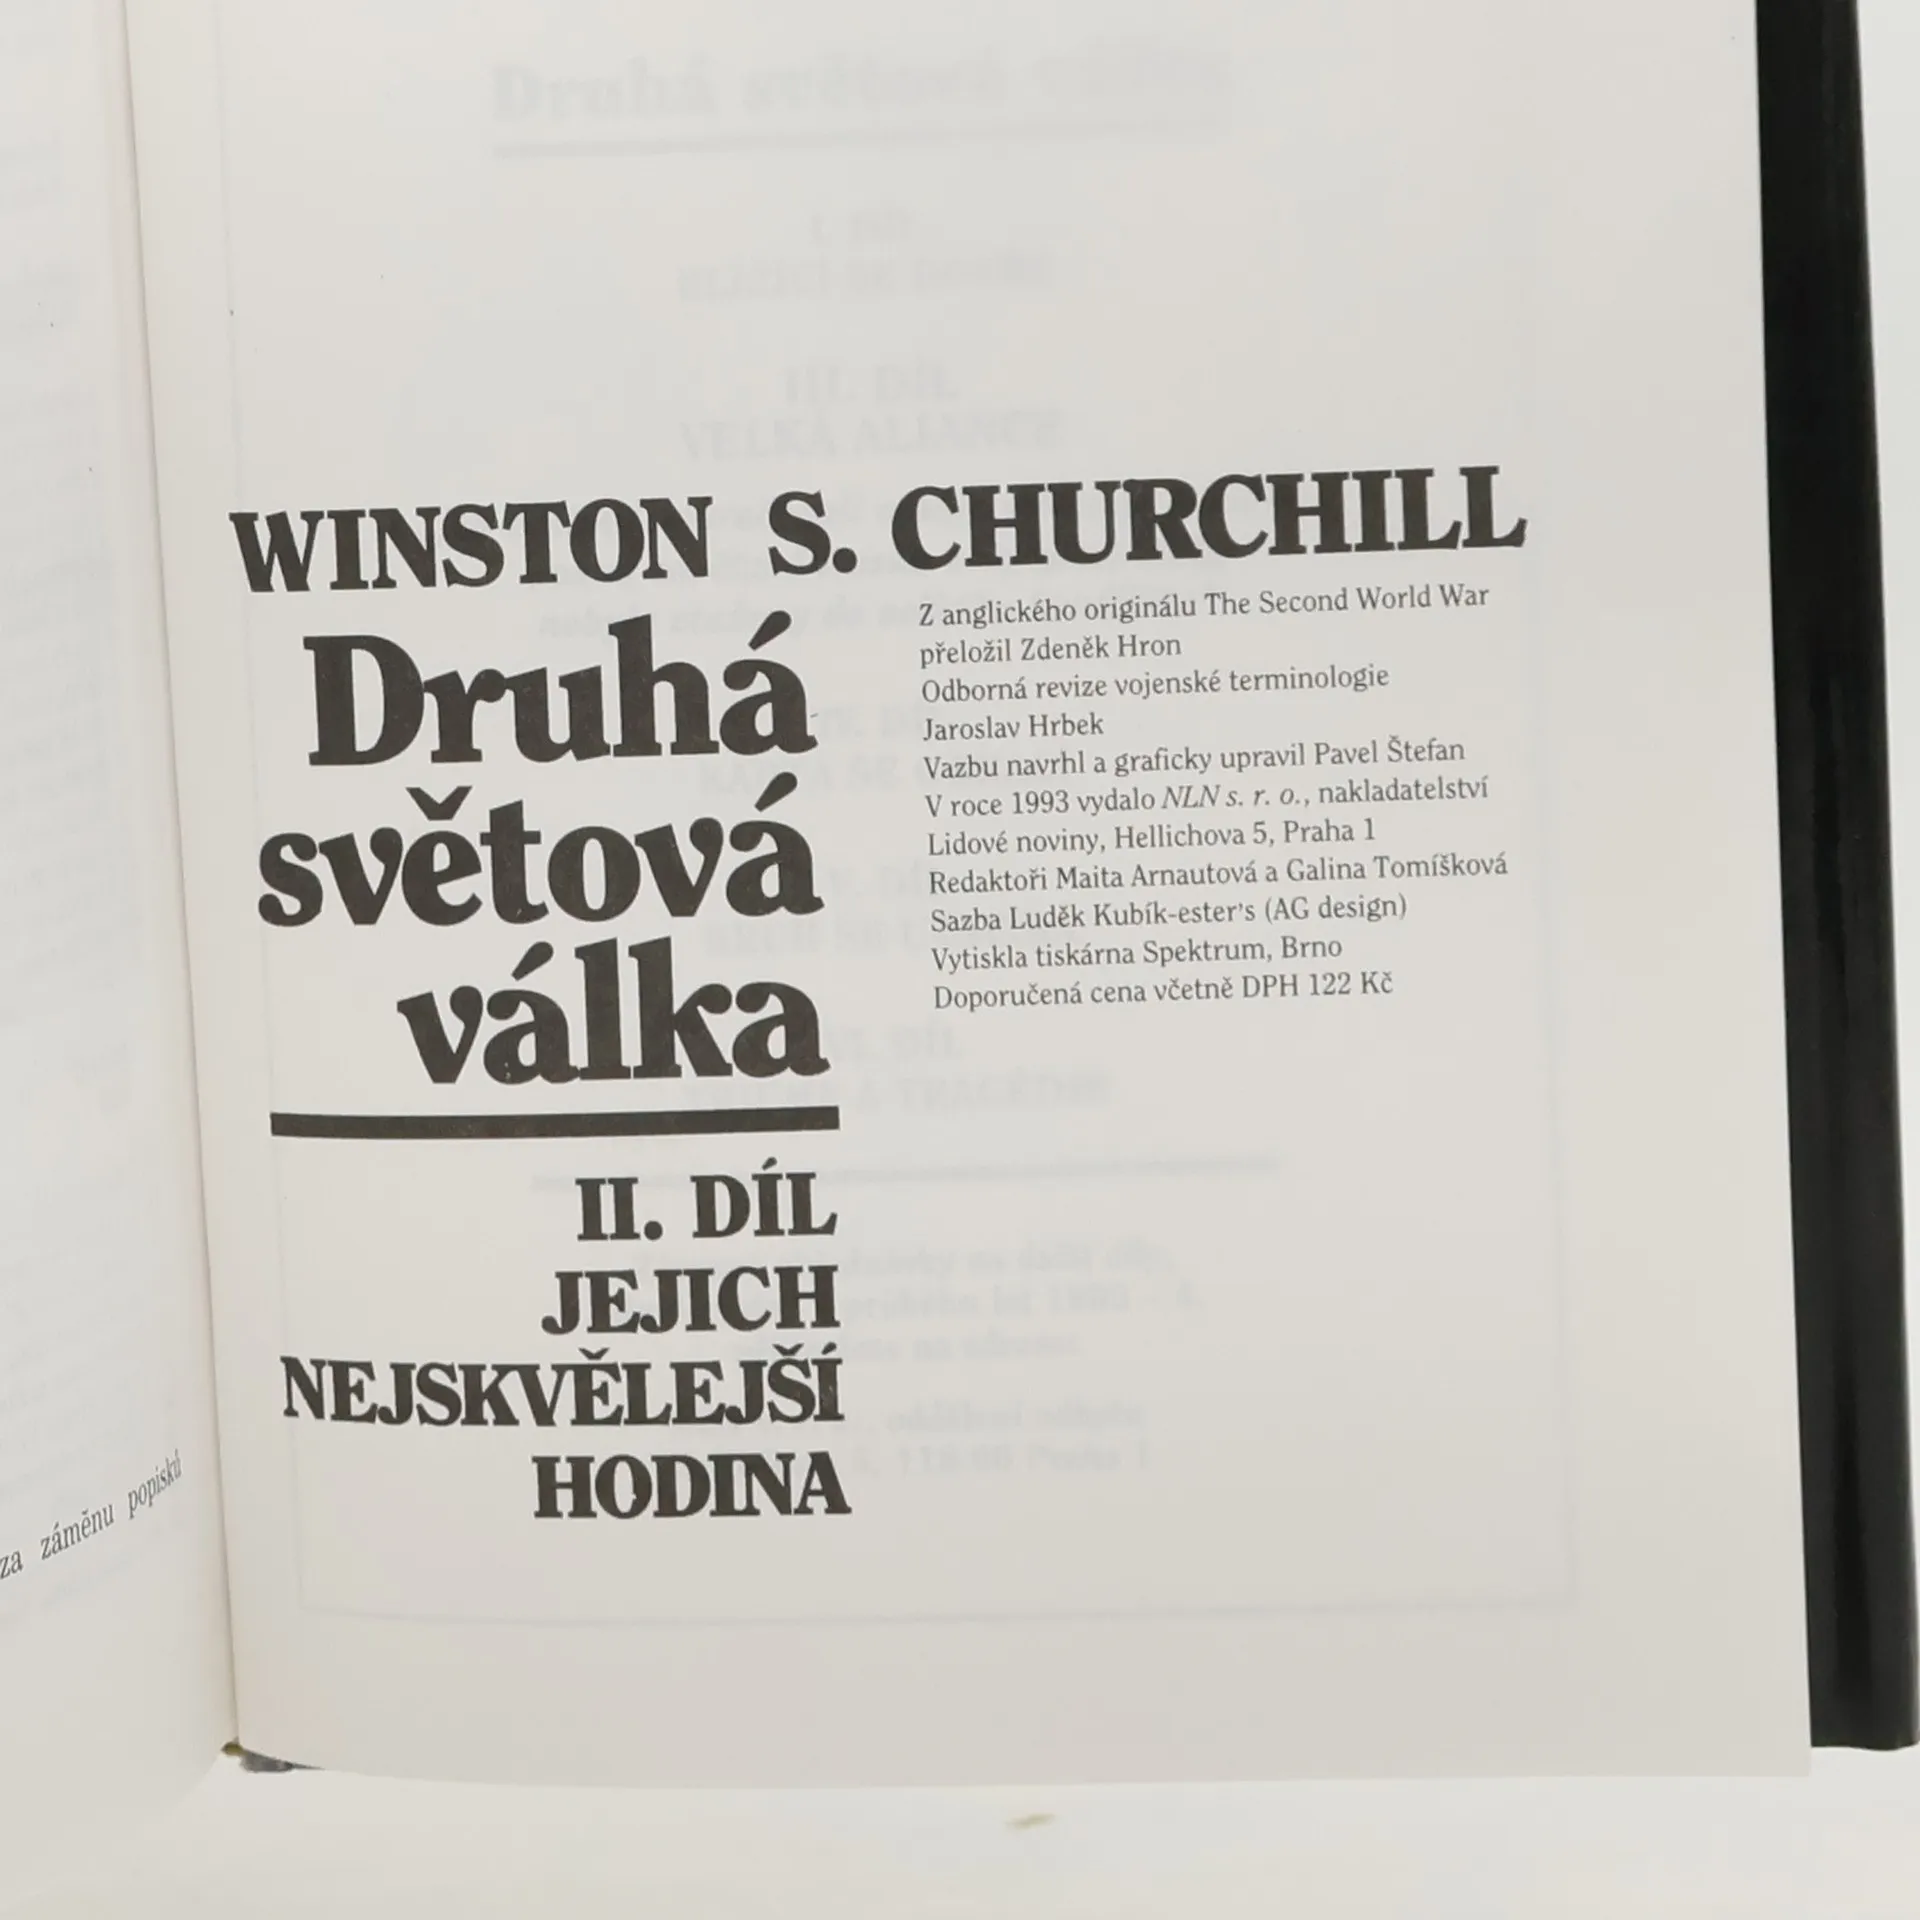 za záměnu popisků
WINSTON S. CHURCHILL
Druhá
světová
válka
II. DÍL
JEJICH
NEJSKVĚLEJŠÍ
HODINA
Z anglického originálu The Second World War
přeložil Zdeněk Hron
Odborná revize vojenské terminologie
Jaroslav Hrbek
Vazbu navrhl a graficky upravil Pavel Štefan
V roce 1993 vydalo NLN s. r. o., nakladatelství
Lidové noviny, Hellichova 5, Praha 1
Redaktoři Maita Arnautová a Galina Tomíšková
Sazba Luděk Kubík-ester's (AG design)
Vytiskla tiskárna Spektrum, Brno
Doporučená cena včetně DPH 122 Kč